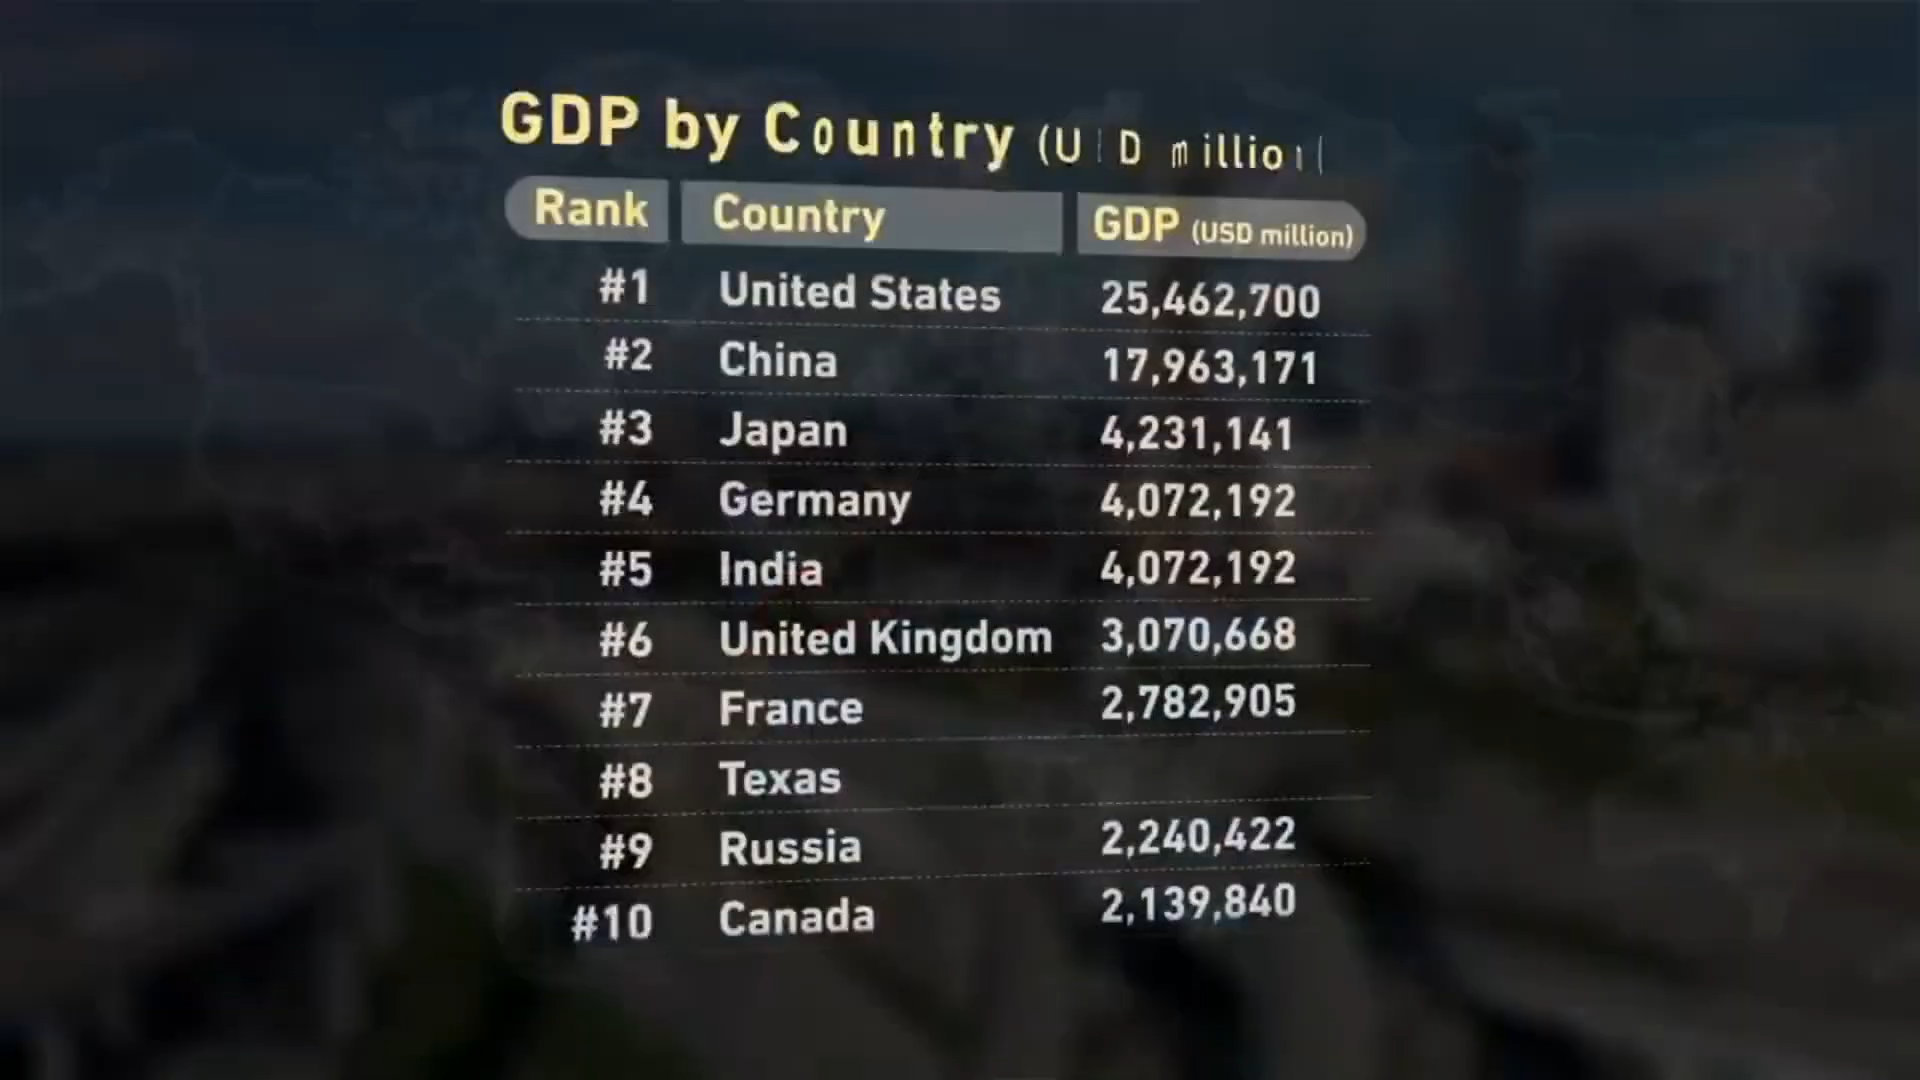 GDP by Country (USD million)
Rank Country GDP (USD million)
#1 United States 25,462,700
#2 China 17,963,171
#3 Japan 4,231,141
#4 Germany 4,072,192
#5 India 4,072,192
#6 United Kingdom 3,070,668
#7 France 2,782,905
#8 Texas
#9 Russia 2,240,422
#10 Canada 2,139,840